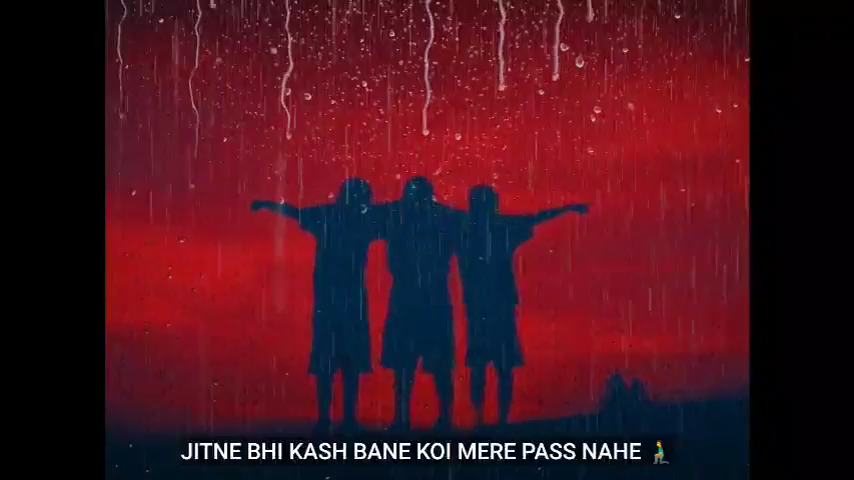 JITNE BHI KASH BANE KOI MERE PASS NAHE 🧎‍♂️